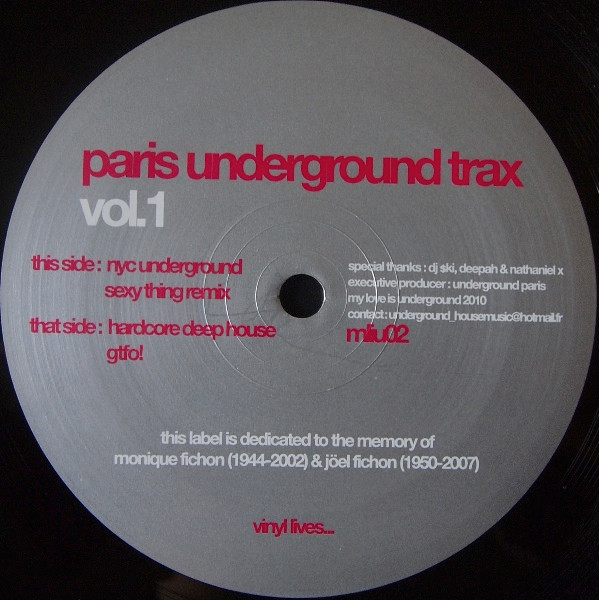 paris underground trax
vol.1
this side : nyc underground
sexy thing remix
that side : hardcore deep house
gtfo!
special thanks : dj ski, deepah & nathaniel x
executive producer : underground paris
my love is underground 2010
contact : underground_housemusic@hotmail.fr
mliu02
this label is dedicated to the memory of
monique fichon (1944-2002) & jöel fichon (1950-2007)
vinyl lives...